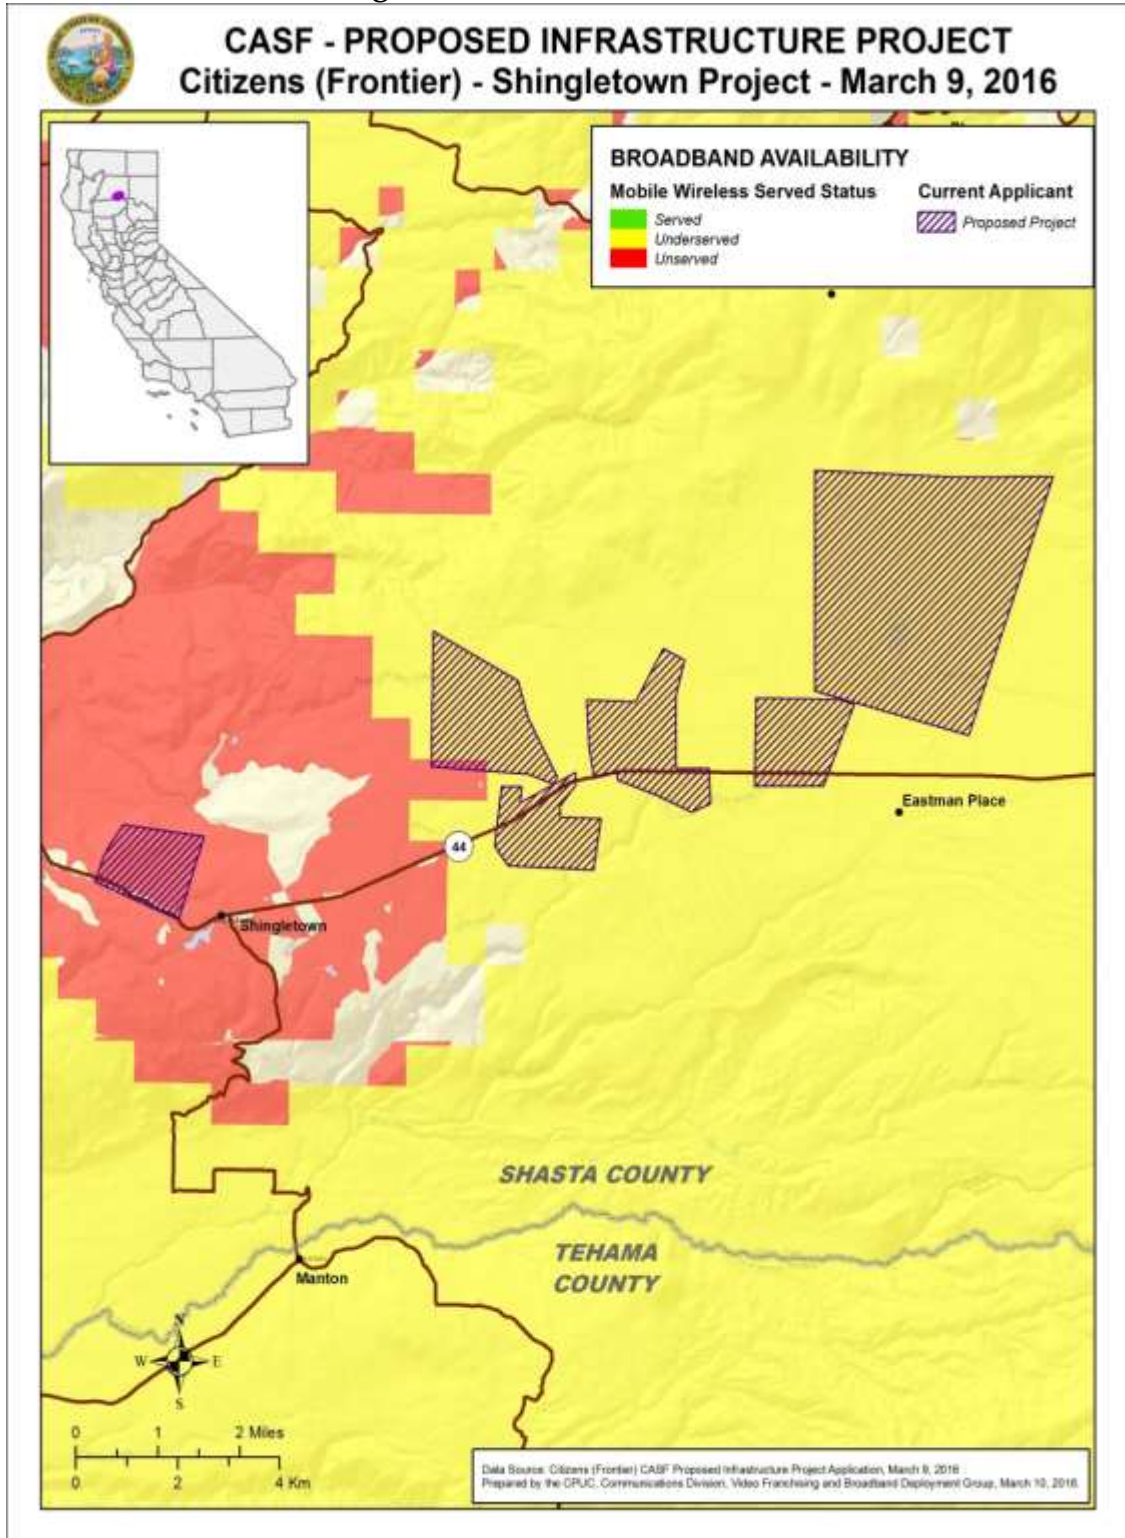 CASF - PROPOSED INFRASTRUCTURE PROJECT
Citizens (Frontier) - Shingletown Project - March 9, 2016
BROADBAND AVAILABILITY
Mobile Wireless Served Status
Current Applicant
Served
Proposed Project
Underserved
Unserved
Eastman Place
44
Shingletown
SHASTA COUNTY
TEHAMA
COUNTY
Manton
N
W
E
S
0 1 2 Miles
0 2 4 Km
Data Source: Citizens (Frontier) CASF Proposed Infrastructure Project Application, March 9, 2016
Prepared by the CPUC, Communications Division, Video Franchising and Broadband Deployment Group, March 10, 2016.